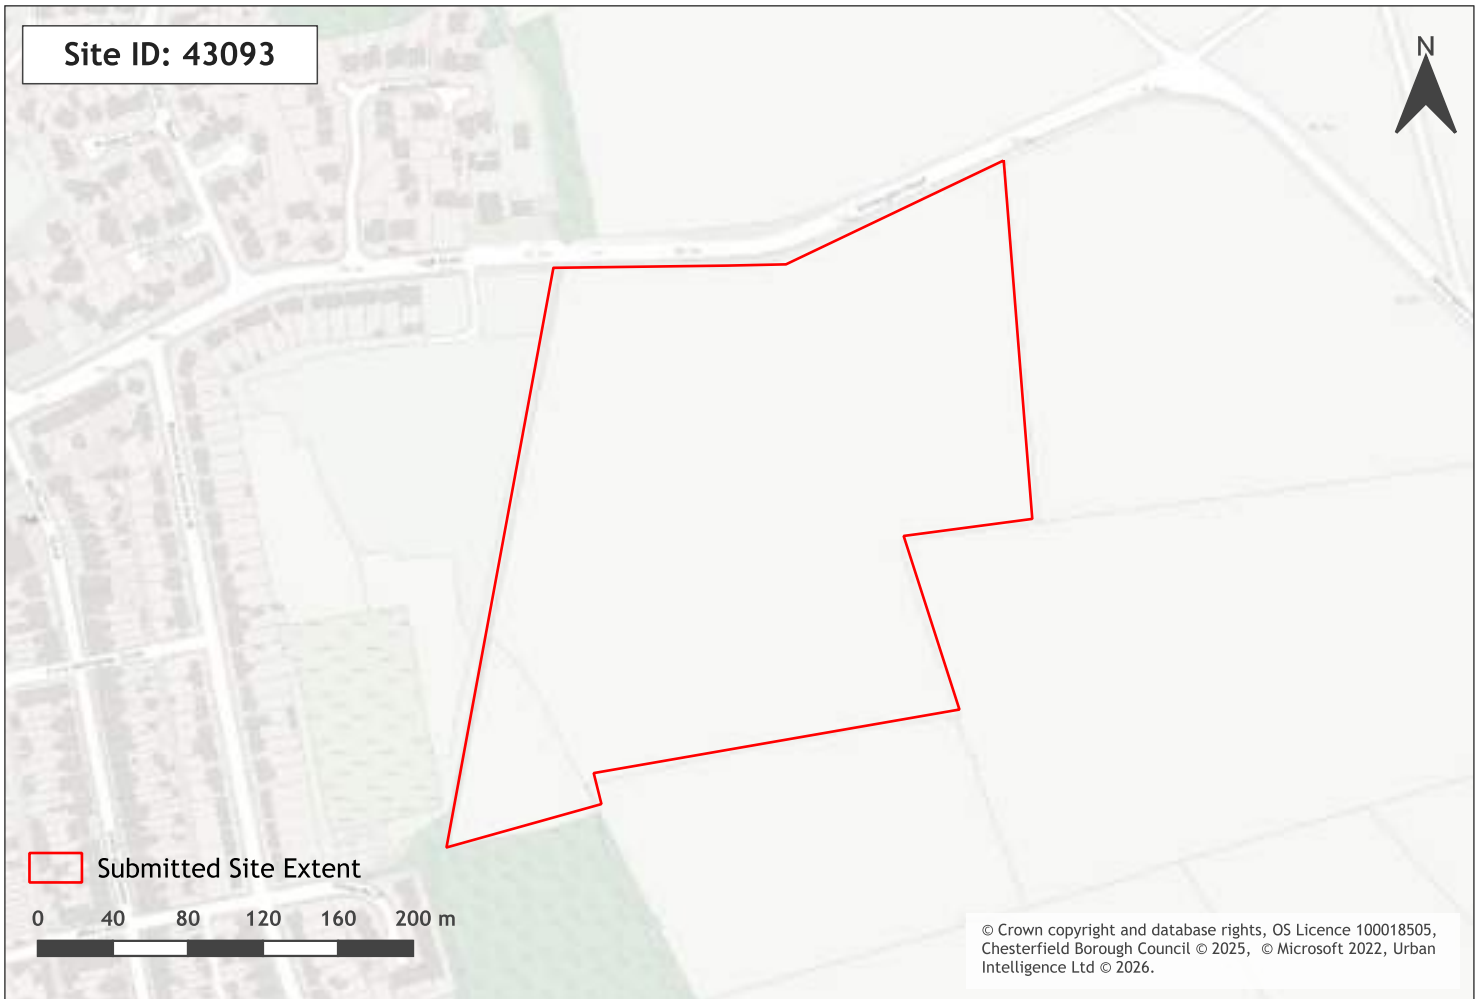 Site ID: 43093
N
Submitted Site Extent
0 40 80 120 160 200 m
© Crown copyright and database rights, OS Licence 100018505,
Chesterfield Borough Council © 2025, © Microsoft 2022, Urban
Intelligence Ltd © 2026.